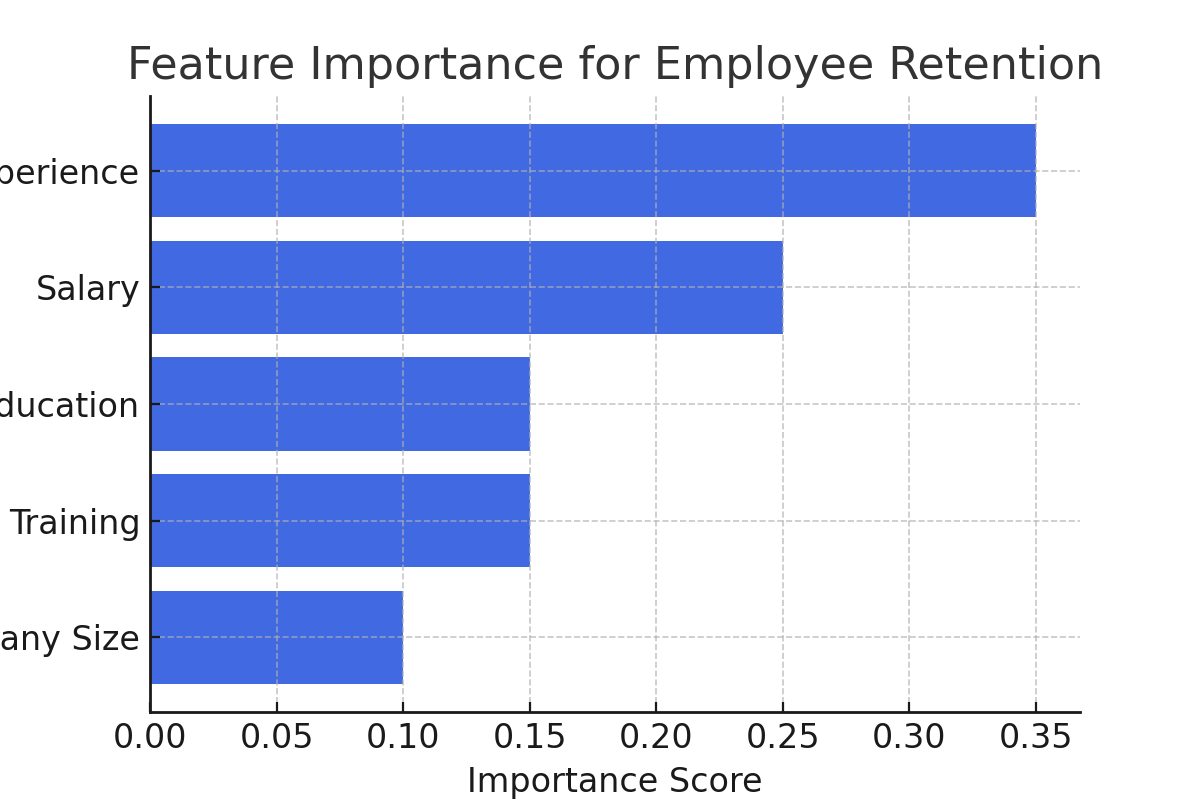 Feature Importance for Employee Retention
perience
Salary
ducation
Training
any Size
0.00 0.05 0.10 0.15 0.20 0.25 0.30 0.35
Importance Score